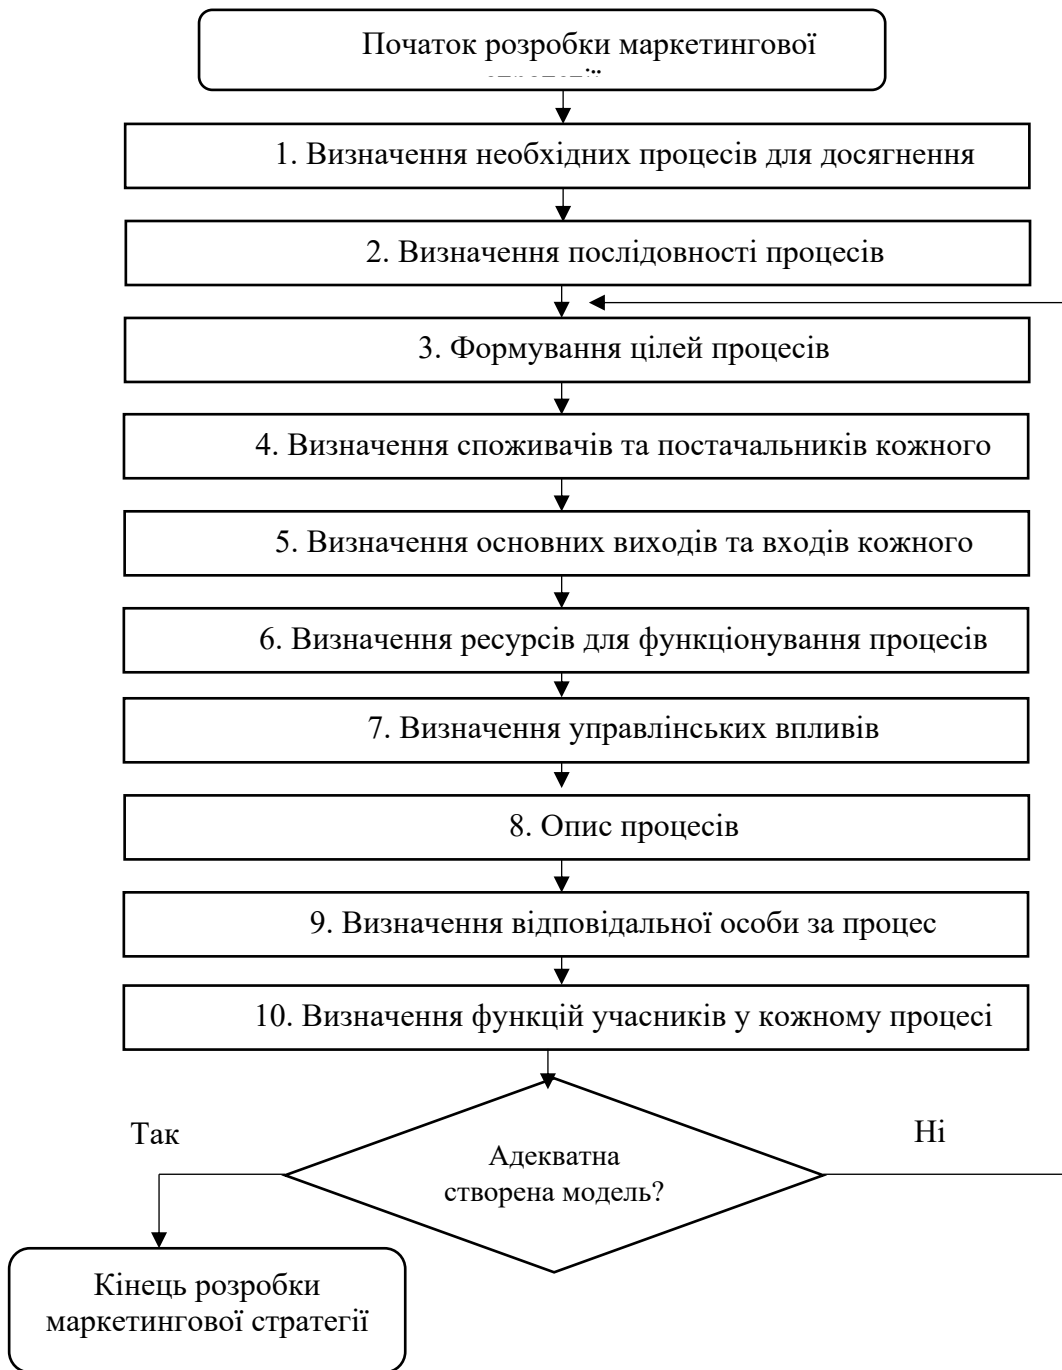 Початок розробки маркетингової
1. Визначення необхідних процесів для досягнення
2. Визначення послідовності процесів
3. Формування цілей процесів
4. Визначення споживачів та постачальників кожного
5. Визначення основних виходів та входів кожного
6. Визначення ресурсів для функціонування процесів
7. Визначення управлінських впливів
8. Опис процесів
9. Визначення відповідальної особи за процес
10. Визначення функцій учасників у кожному процесі
Так
Ні
Адекватна
створена модель?
Кінець розробки
маркетингової стратегії